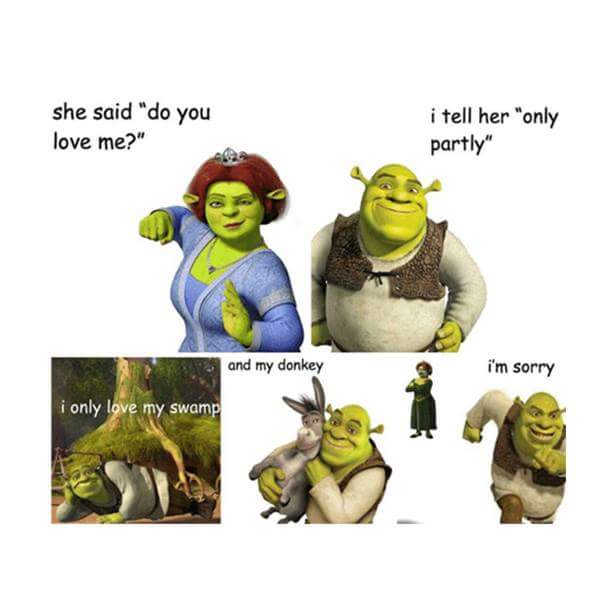 she said “do you
love me?”
i tell her “only
partly”
i only love my swamp
and my donkey
i'm sorry